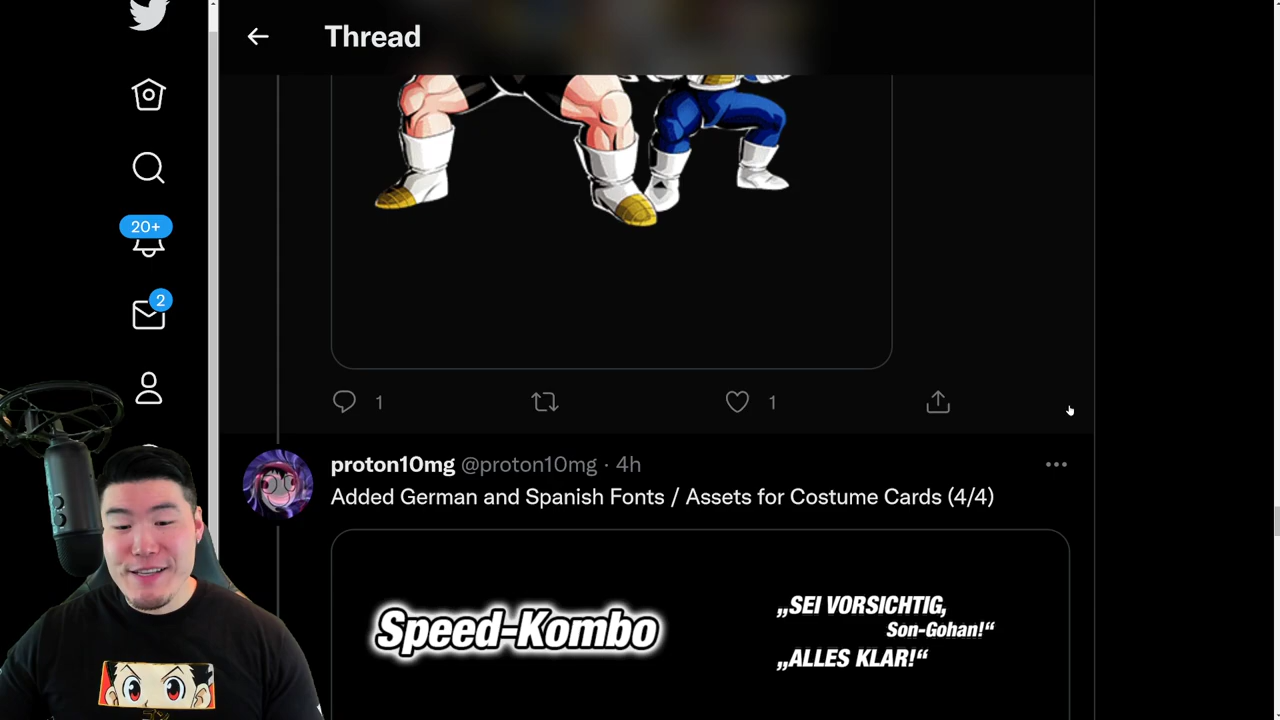 Thread
20+
2
1
1
proton10mg @proton10mg · 4h
Added German and Spanish Fonts / Assets for Costume Cards (4/4)
Speed-Kombo
„SEI VORSICHTIG,
Son-Gohan!“
„ALLES KLAR!“